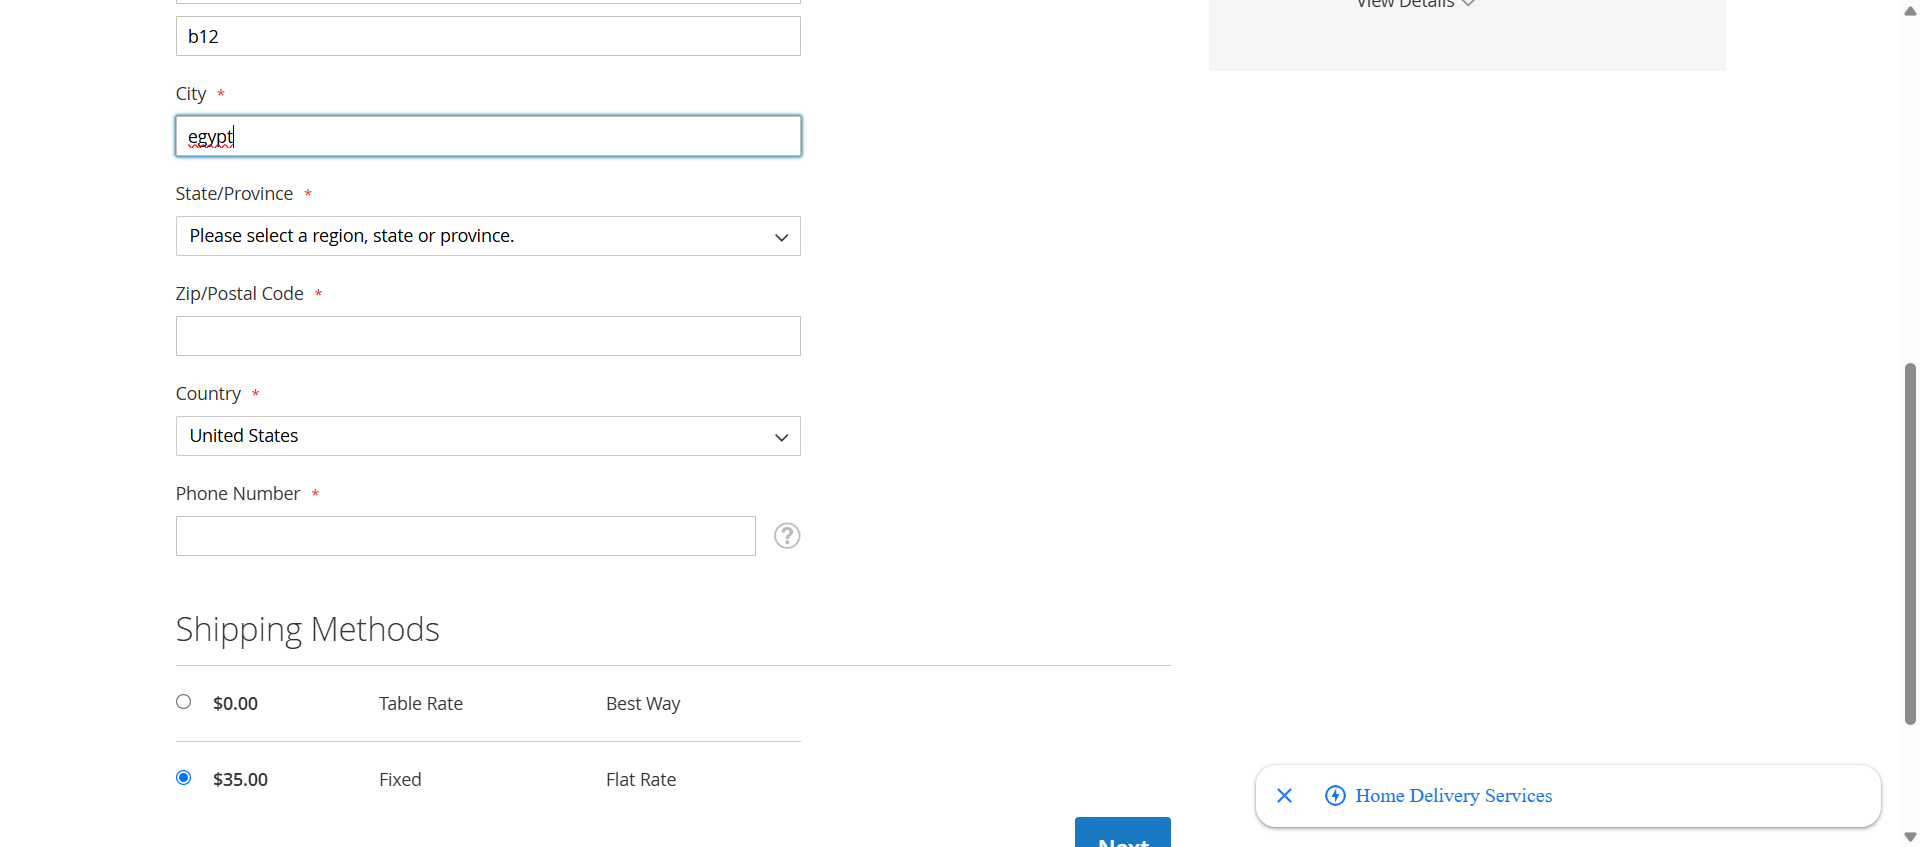 View Details
b12
City *
egypt
State/Province *
Please select a region, state or province.
Zip/Postal Code *
Country *
United States
Phone Number *
?
Shipping Methods
$0.00 Table Rate Best Way
$35.00 Fixed Flat Rate
Home Delivery Services
Next